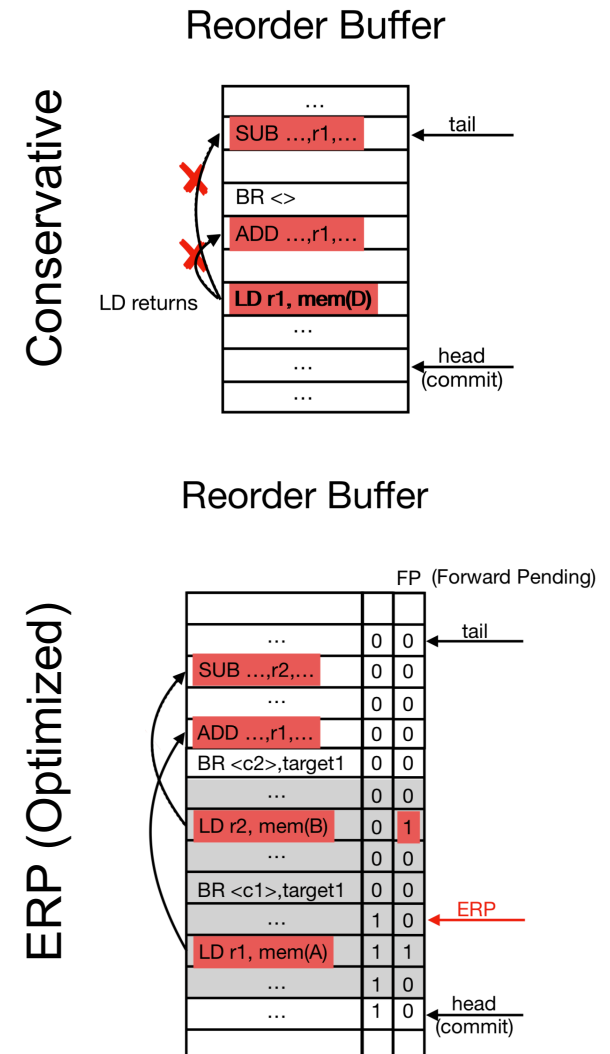 Reorder Buffer
Conservative
...
SUB ...,r1,...
tail
BR <>
ADD ...,r1,...
LD returns
LD r1, mem(D)
...
...
head
(commit)
...
Reorder Buffer
ERP (Optimized)
FP (Forward Pending)
... 0 0
tail
SUB ...,r2,... 0 0
... 0 0
ADD ...,r1,... 0 0
BR <c2>,target1 0 0
... 0 0
LD r2, mem(B) 0 1
... 0 0
BR <c1>,target1 0 0
... 1 0
ERP
LD r1, mem(A) 1 1
... 1 0
... 1 0
head
(commit)